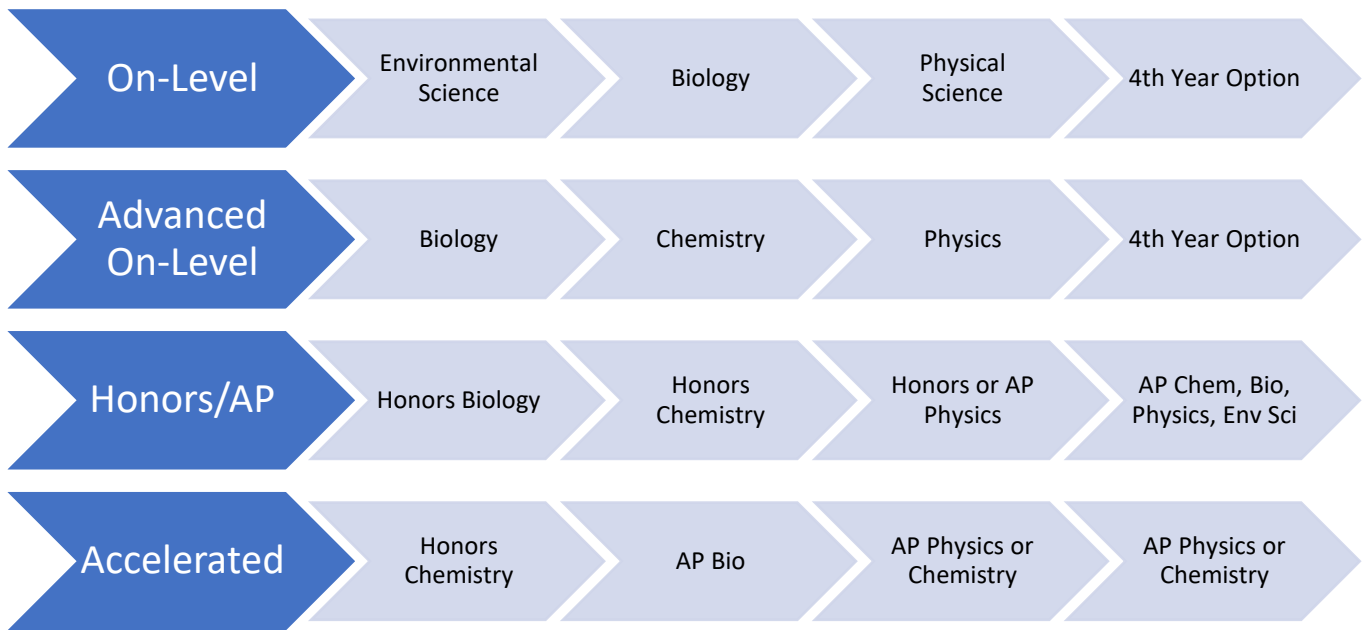 On-Level
Environmental
Science
Biology
Physical
Science
4th Year Option
Advanced
On-Level
Biology
Chemistry
Physics
4th Year Option
Honors/AP
Honors Biology
Honors
Chemistry
Honors or AP
Physics
AP Chem, Bio,
Physics, Env Sci
Accelerated
Honors
Chemistry
AP Bio
AP Physics or
Chemistry
AP Physics or
Chemistry